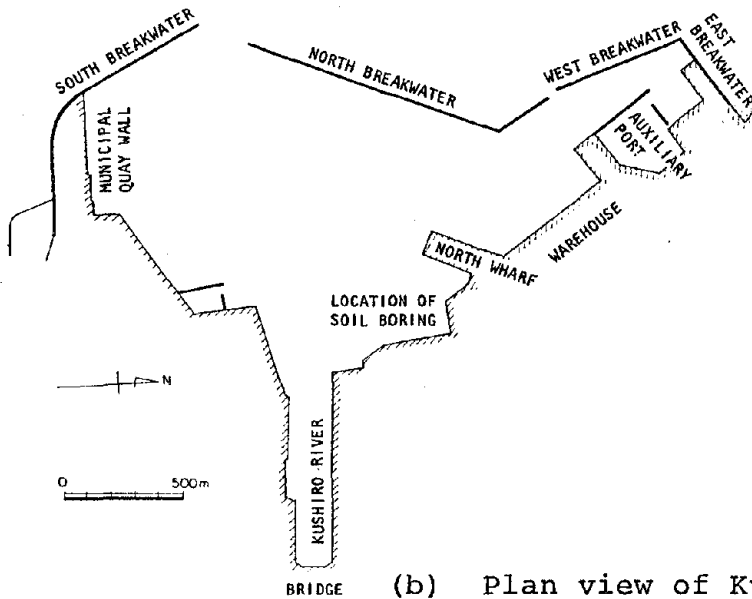 SOUTH BREAKWATER
NORTH BREAKWATER
WEST BREAKWATER
EAST
BREAKWATER
MUNICIPAL
QUAY WALL
AUXILIARY
PORT
WAREHOUSE
NORTH WHARF
LOCATION OF
SOIL BORING
N
0 500m
KUSHIRO RIVER
BRIDGE
(b) Plan view of K